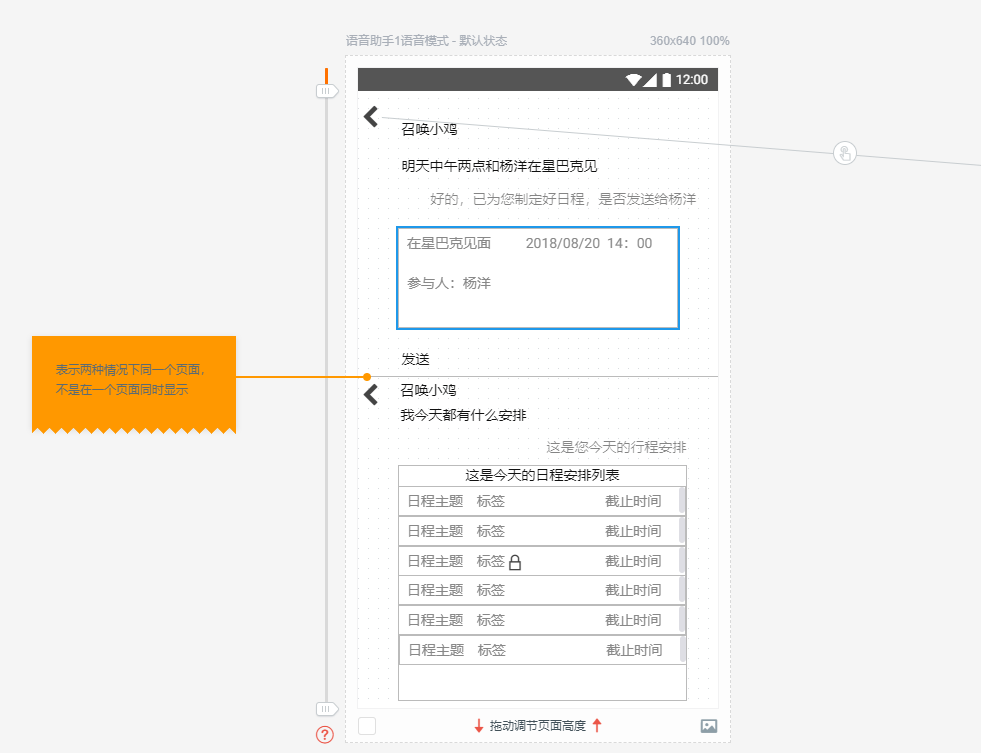 语音助手1语音模式 - 默认状态
360x640 100%
12:00
召唤小鸡
明天中午两点和杨洋在星巴克见
好的，已为您制定好日程，是否发送给杨洋
在星巴克见面 2018/08/20 14：00
参与人：杨洋
发送
表示两种情况下同一个页面，
不是在一个页面同时显示
召唤小鸡
我今天都有什么安排
这是您今天的行程安排
这是今天的日程安排列表
日程主题 标签 截止时间
日程主题 标签 截止时间
日程主题 标签 截止时间
日程主题 标签 截止时间
日程主题 标签 截止时间
日程主题 标签 截止时间
拖动调节页面高度
?